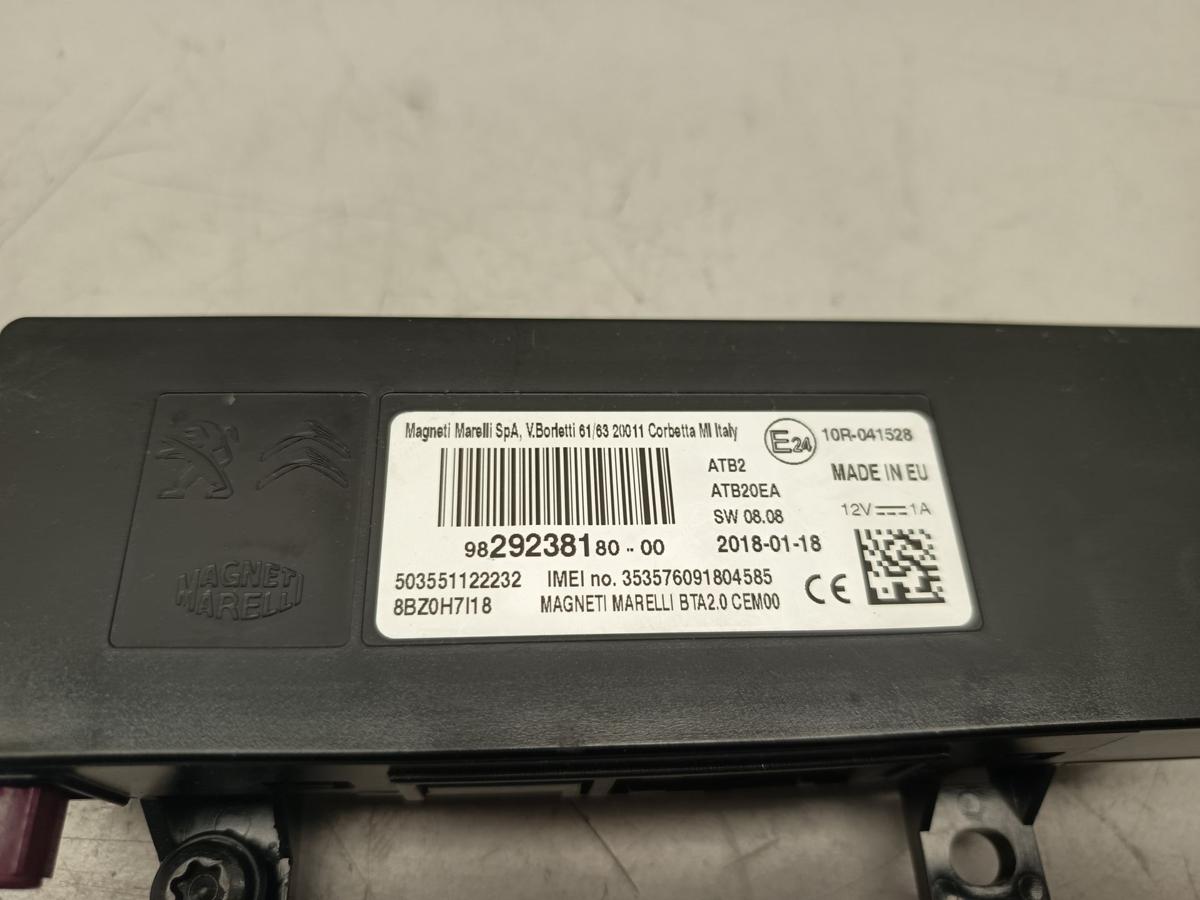 Magneti Marelli SpA, V.Borletti 61/63 20011 Corbetta MI Italy
E24
10R-041528
ATB2
ATB20EA
SW 08.08
2018-01-18
MADE IN EU
12V 1A
9829238180-00
503551122232 IMEI no. 353576091804585
8BZ0H7I18 MAGNETI MARELLI BTA2.0 CEM00
CE
MAGNETI
MARELLI